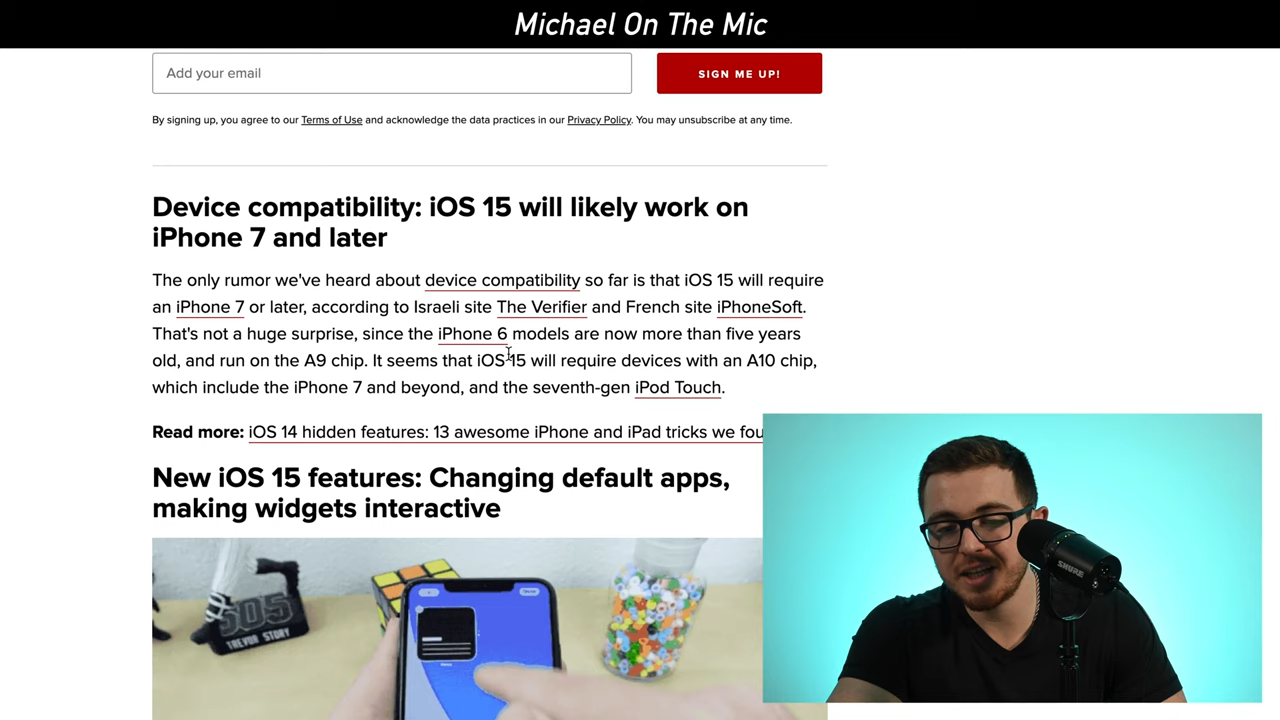 Michael On The Mic
Add your email
SIGN ME UP!
By signing up, you agree to our Terms of Use and acknowledge the data practices in our Privacy Policy. You may unsubscribe at any time.
Device compatibility: iOS 15 will likely work on
iPhone 7 and later
The only rumor we've heard about device compatibility so far is that iOS 15 will require
an iPhone 7 or later, according to Israeli site The Verifier and French site iPhoneSoft.
That's not a huge surprise, since the iPhone 6 models are now more than five years
old, and run on the A9 chip. It seems that iOS 15 will require devices with an A10 chip,
which include the iPhone 7 and beyond, and the seventh-gen iPod Touch.
Read more: iOS 14 hidden features: 13 awesome iPhone and iPad tricks we fou
New iOS 15 features: Changing default apps,
making widgets interactive
SOS
TREVOR STORY
SHURE